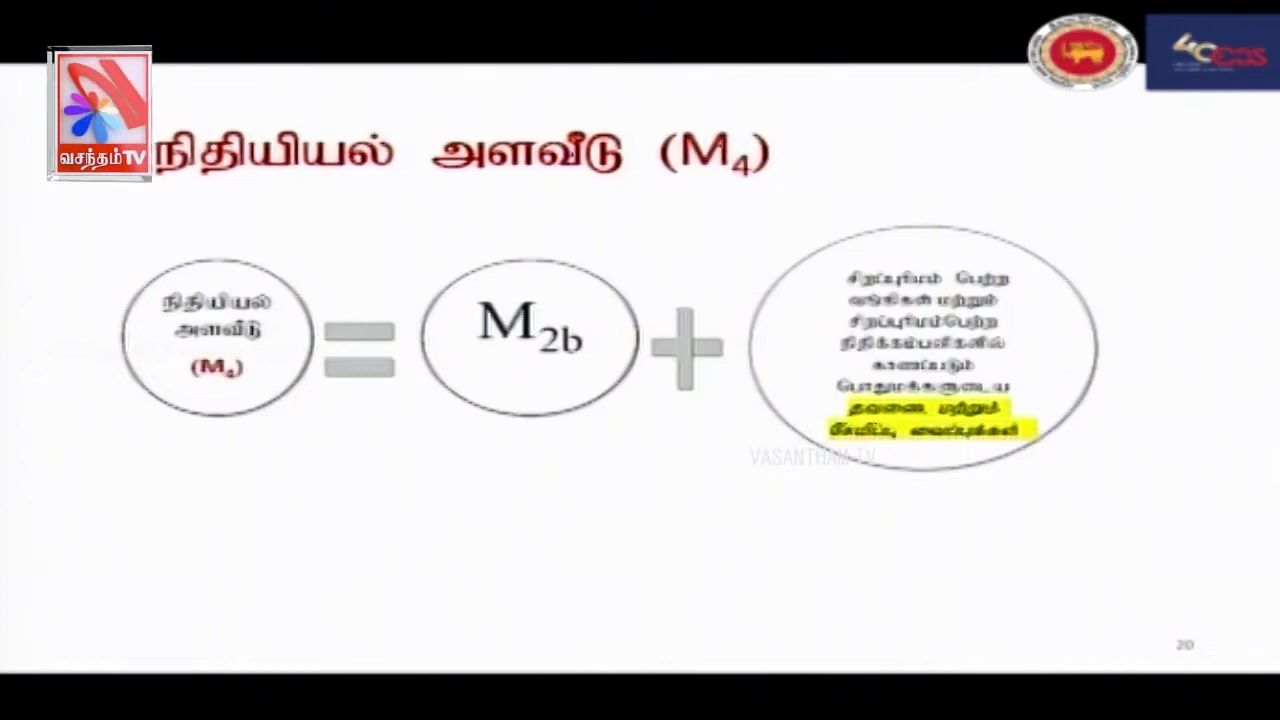 வசந்தம்TV
நிதியியல் அளவீடு (M4)
நிதியியல்
அளவீடு
(M4)
M2b
சிறப்புரிமம் பெற்ற
வங்கிகள் மற்றும்
சிறப்புரிமம்பெற்ற
நிதிக்கம்பனிகளில்
காணப்படும்
பொதுமக்களுடைய
தவணை மற்றும்
சேமிப்பு வைப்புக்கள்
VASANTHAM TV
20